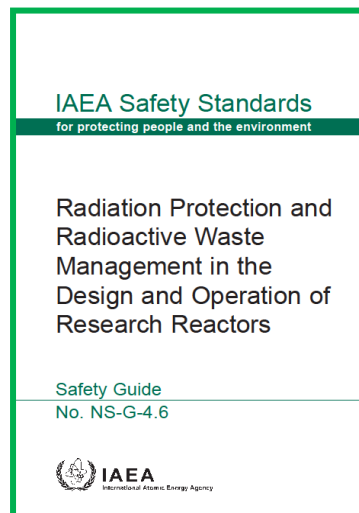 IAEA Safety Standards
for protecting people and the environment
Radiation Protection and
Radioactive Waste
Management in the
Design and Operation of
Research Reactors
Safety Guide
No. NS-G-4.6
IAEA
International Atomic Energy Agency